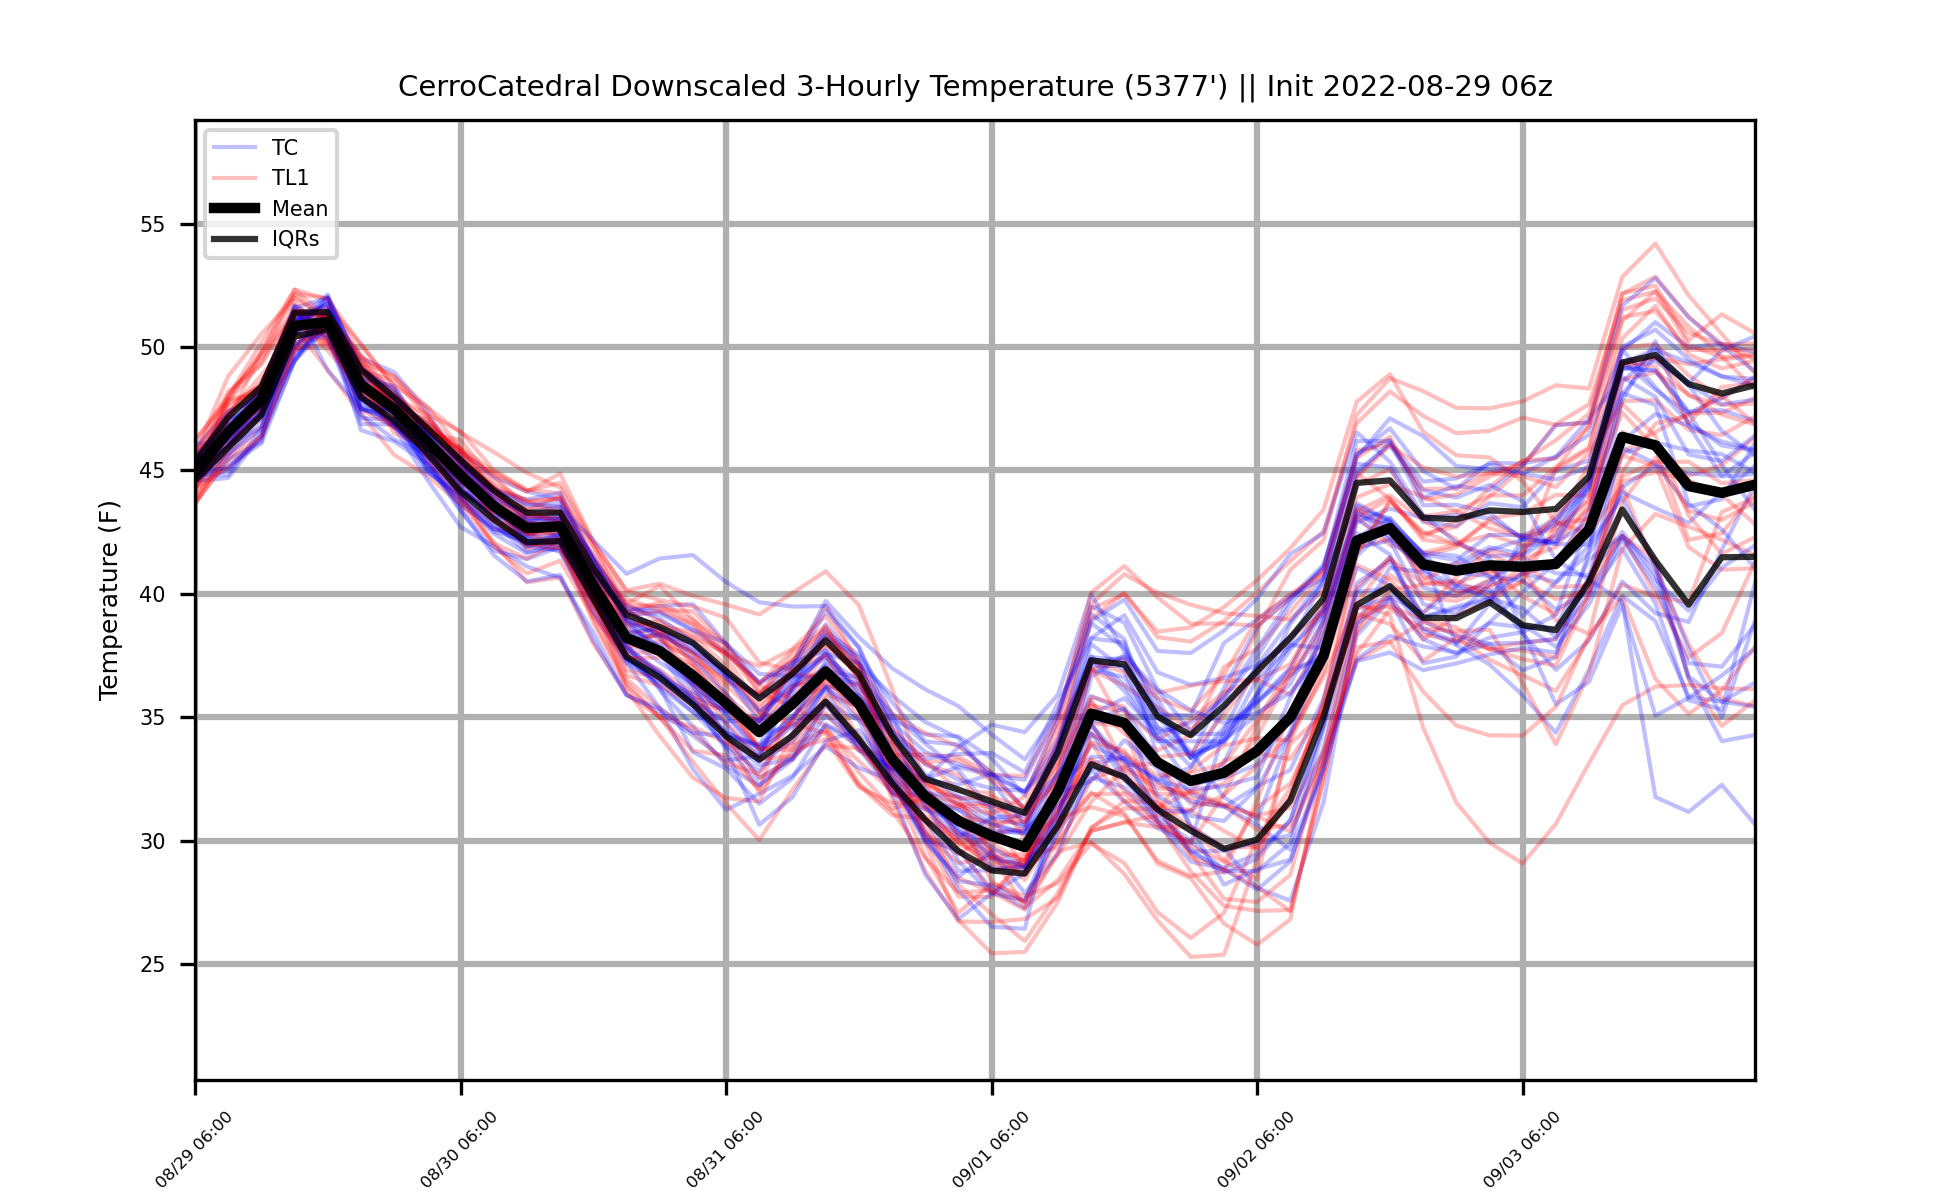 CerroCatedral Downscaled 3-Hourly Temperature (5377') || Init 2022-08-29 06z
TC
TL1
Mean
IQRs
Temperature (F)
55
50
45
40
35
30
25
08/29 06:00
08/30 06:00
08/31 06:00
09/01 06:00
09/02 06:00
09/03 06:00